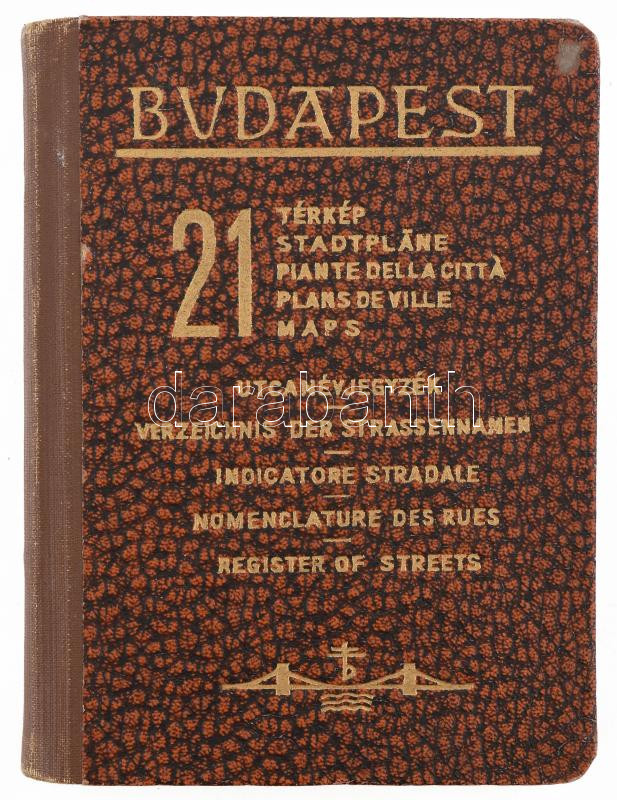 BVDAPEST
21
TÉRKÉP
STADTPLÄNE
PIANTE DELLA CITTÀ
PLANS DE VILLE
MAPS
UTCANÉVJEGYZÉK
darabanth
VERZEICHNIS DER STRASSENNAMEN
INDICATORE STRADALE
NOMENCLATURE DES RUES
REGISTER OF STREETS